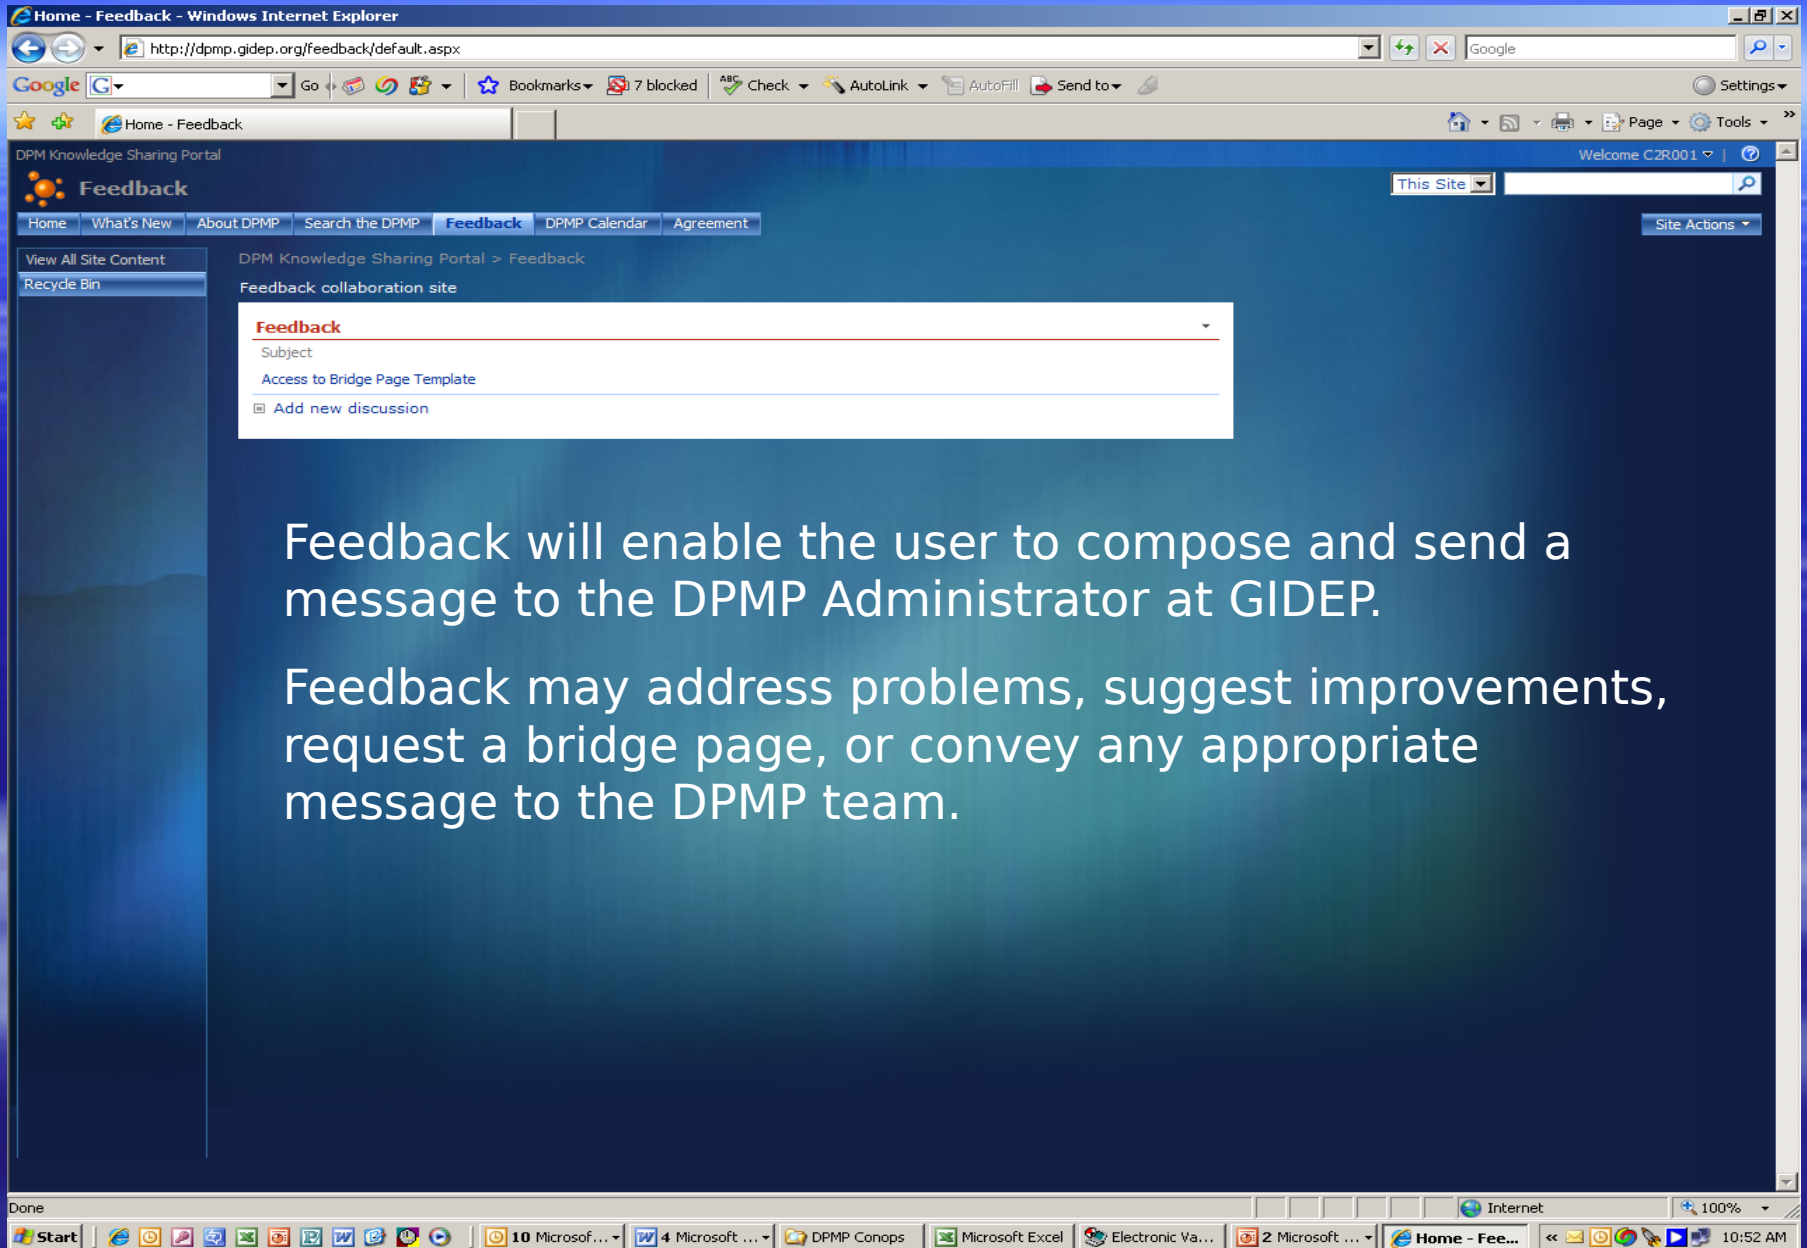 Home - Feedback - Windows Internet Explorer
http://dpmp.gidep.org/feedback/default.aspx
Google
Google G Go Bookmarks 7 blocked ABC Check AutoLink AutoFill Send to Settings
Home - Feedback
Page Tools »
DPM Knowledge Sharing Portal
Welcome C2R001 |
Feedback
This Site
Home What's New About DPMP Search the DPMP Feedback DPMP Calendar Agreement
Site Actions
View All Site Content
Recycle Bin
DPM Knowledge Sharing Portal > Feedback
Feedback collaboration site
Feedback
Subject
Access to Bridge Page Template
Add new discussion
Feedback will enable the user to compose and send a
message to the DPMP Administrator at GIDEP.
Feedback may address problems, suggest improvements,
request a bridge page, or convey any appropriate
message to the DPMP team.
Done
Internet
100%
Start
10 Microsof...
4 Microsoft ...
DPMP Conops
Microsoft Excel
Electronic Va...
2 Microsoft ...
Home - Fee...
«
10:52 AM